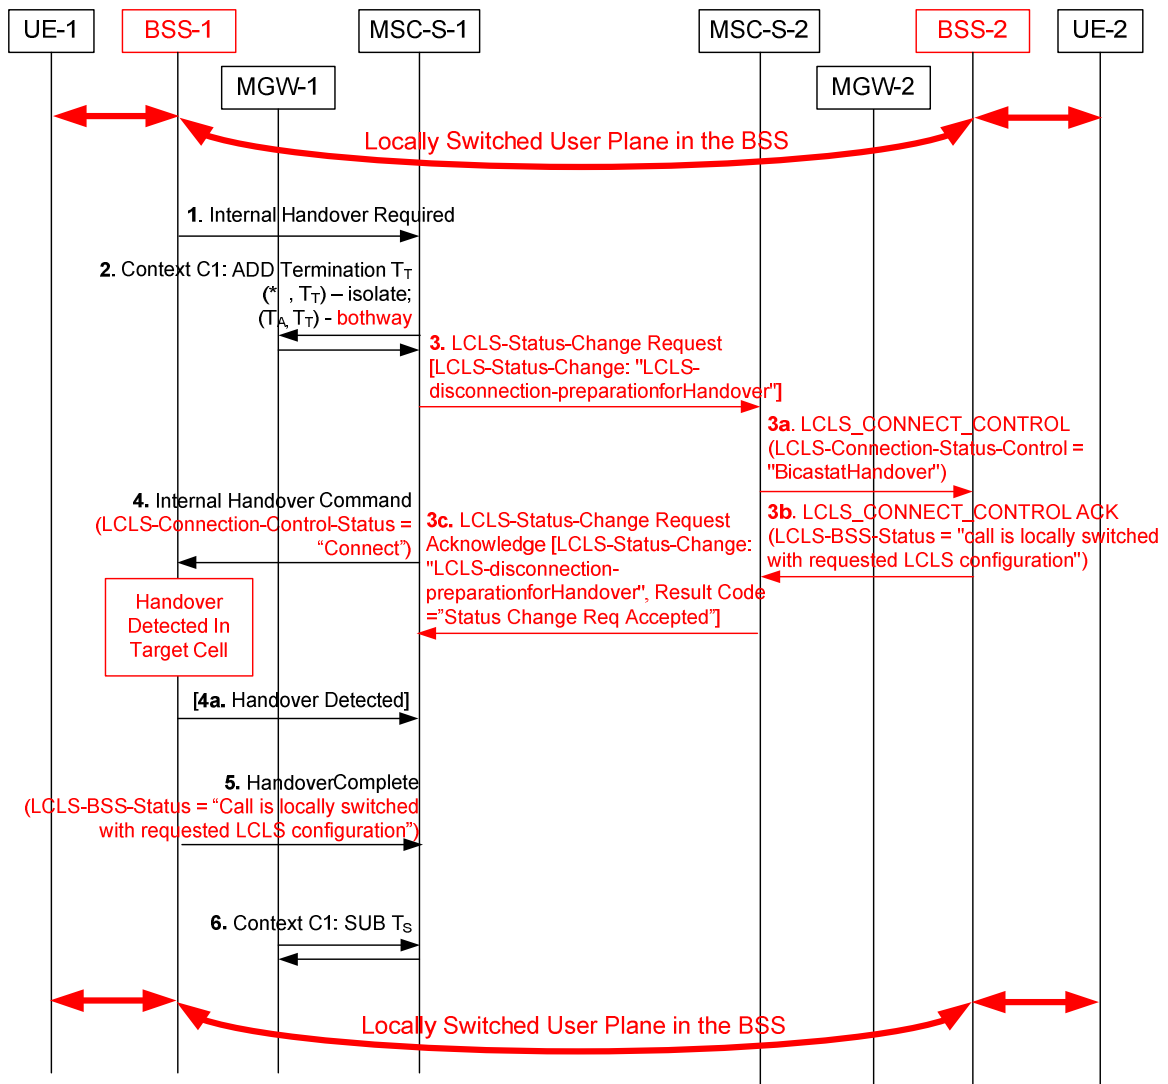 UE-1
BSS-1
MSC-S-1
MSC-S-2
BSS-2
UE-2
MGW-1
MGW-2
Locally Switched User Plane in the BSS
1. Internal Handover Required
2. Context C1: ADD Termination TT
(* , TT) – isolate;
(TA, TT) - bothway
3. LCLS-Status-Change Request
[LCLS-Status-Change: "LCLS-
disconnection-preparationforHandover"]
3a. LCLS_CONNECT_CONTROL
(LCLS-Connection-Status-Control =
"BicastatHandover")
3b. LCLS_CONNECT_CONTROL ACK
(LCLS-BSS-Status = "call is locally switched
with requested LCLS configuration")
4. Internal Handover Command
(LCLS-Connection-Control-Status =
“Connect”)
3c. LCLS-Status-Change Request
Acknowledge [LCLS-Status-Change:
"LCLS-disconnection-
preparationforHandover", Result Code
=”Status Change Req Accepted”]
Handover
Detected In
Target Cell
[4a. Handover Detected]
5. HandoverComplete
(LCLS-BSS-Status = “Call is locally switched
with requested LCLS configuration”)
6. Context C1: SUB TS
Locally Switched User Plane in the BSS